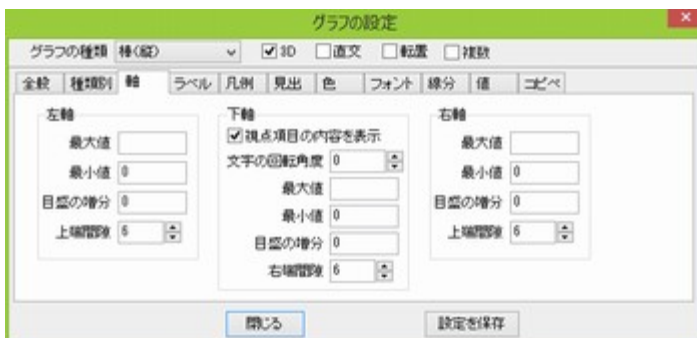 グラフの設定
グラフの種類 棒(縦) 3D 直交 転置 複数
全般 種類別 軸 ラベル 凡例 見出 色 フォント 線分 値 コピペ
左軸
最大値
最小値 0
目盛の増分 0
上端間隙 6
下軸
視点項目の内容を表示
文字の回転角度 0
最大値
最小値 0
目盛の増分 0
右端間隙 6
右軸
最大値
最小値 0
目盛の増分 0
上端間隙 6
閉じる 設定を保存